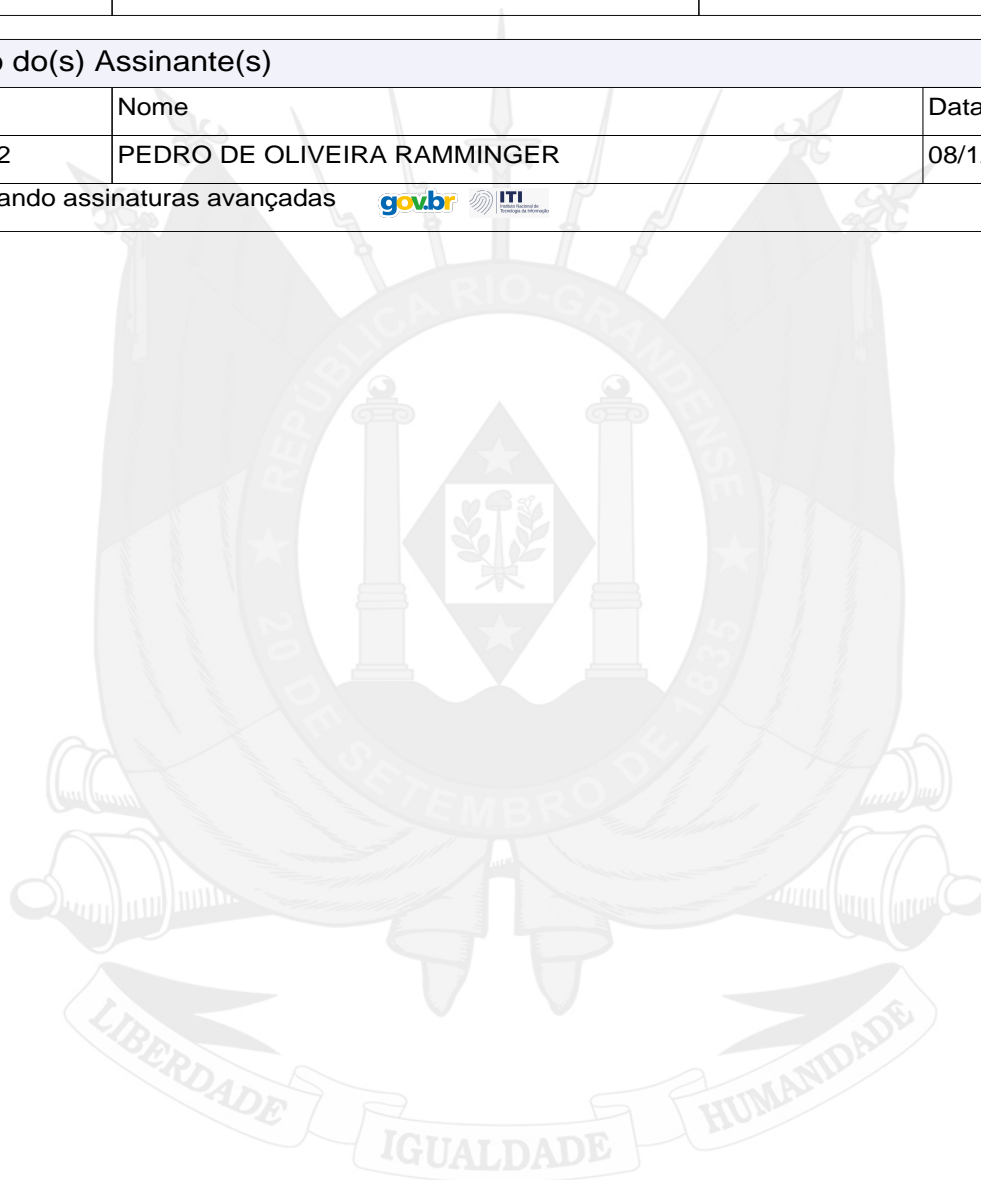 o do(s) Assinante(s)
Nome Data
2 PEDRO DE OLIVEIRA RAMMINGER 08/1
ando assinaturas avançadas gov.br ITI
REPÚBLICA RIO-GRANDENSE
20 DE SETEMBRO DE 1835
LIBERDADE IGUALDADE HUMANIDADE